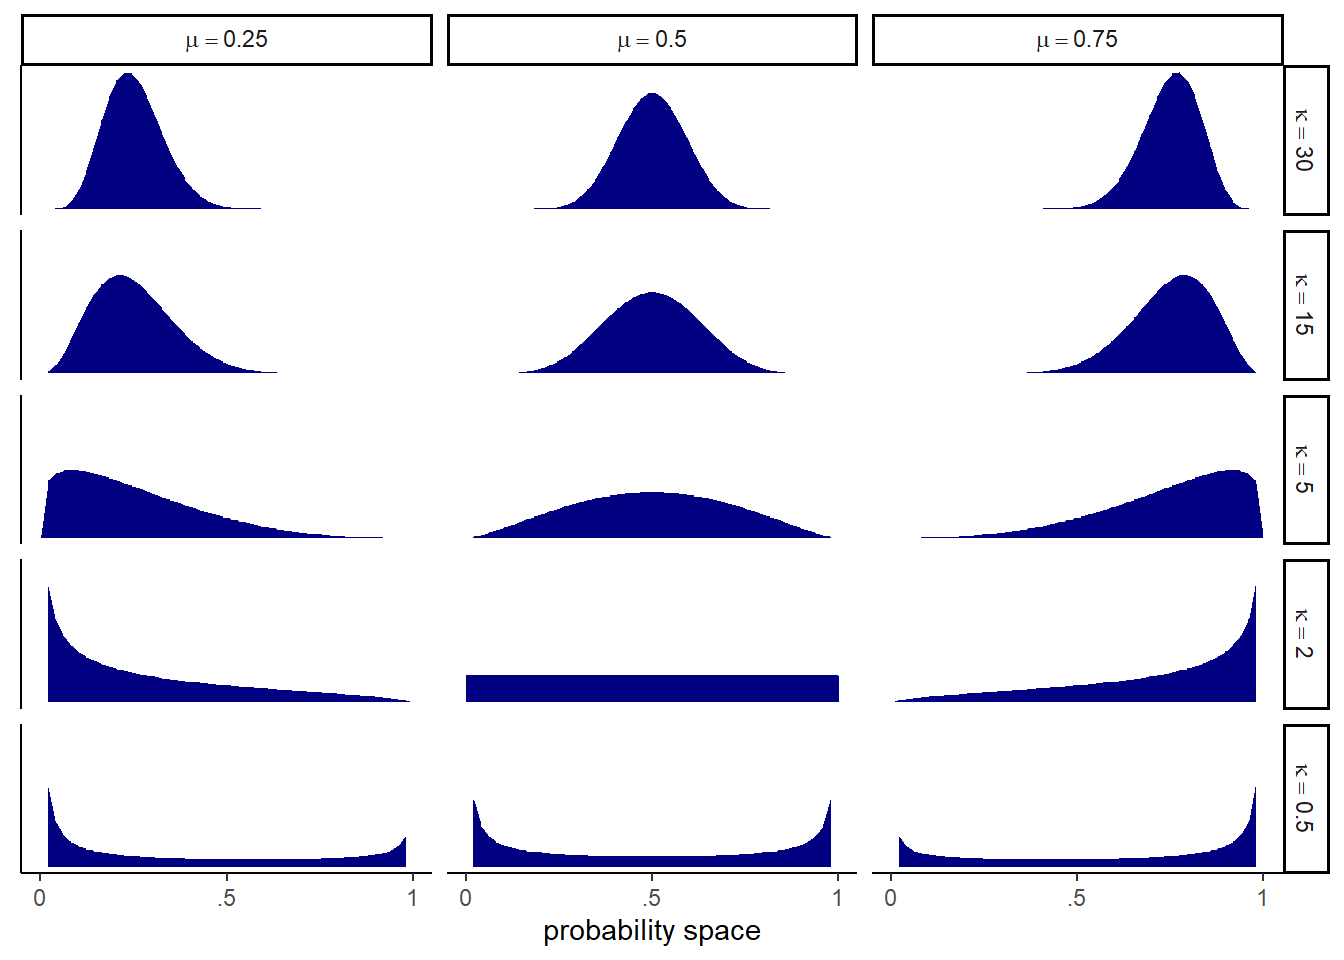 μ = 0.25
μ = 0.5
μ = 0.75
κ = 30
κ = 15
κ = 5
κ = 2
κ = 0.5
0 .5 1
0 .5 1
0 .5 1
probability space